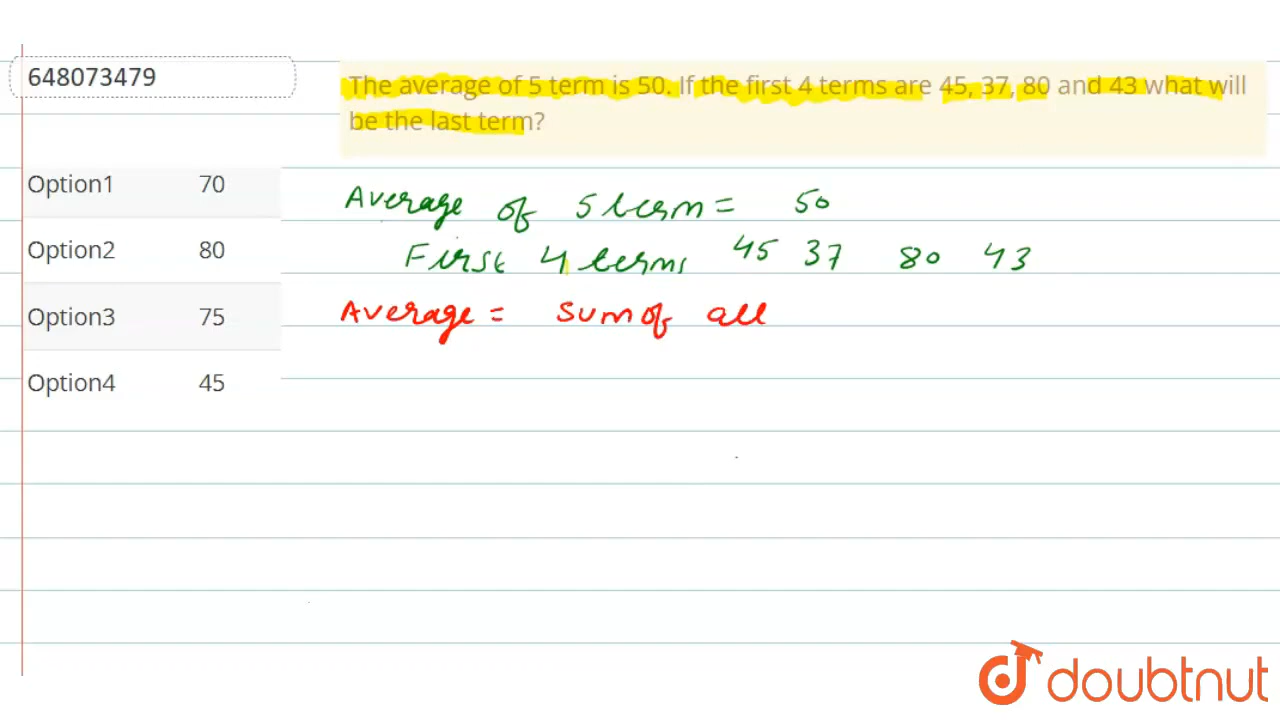 648073479
The average of 5 term is 50. If the first 4 terms are 45, 37, 80 and 43 what will
be the last term?
Option1 70
Option2 80
Option3 75
Option4 45
Average of 5 term = 50
First 4 terms 45 37 80 43
Average = sum of all
doubtnut